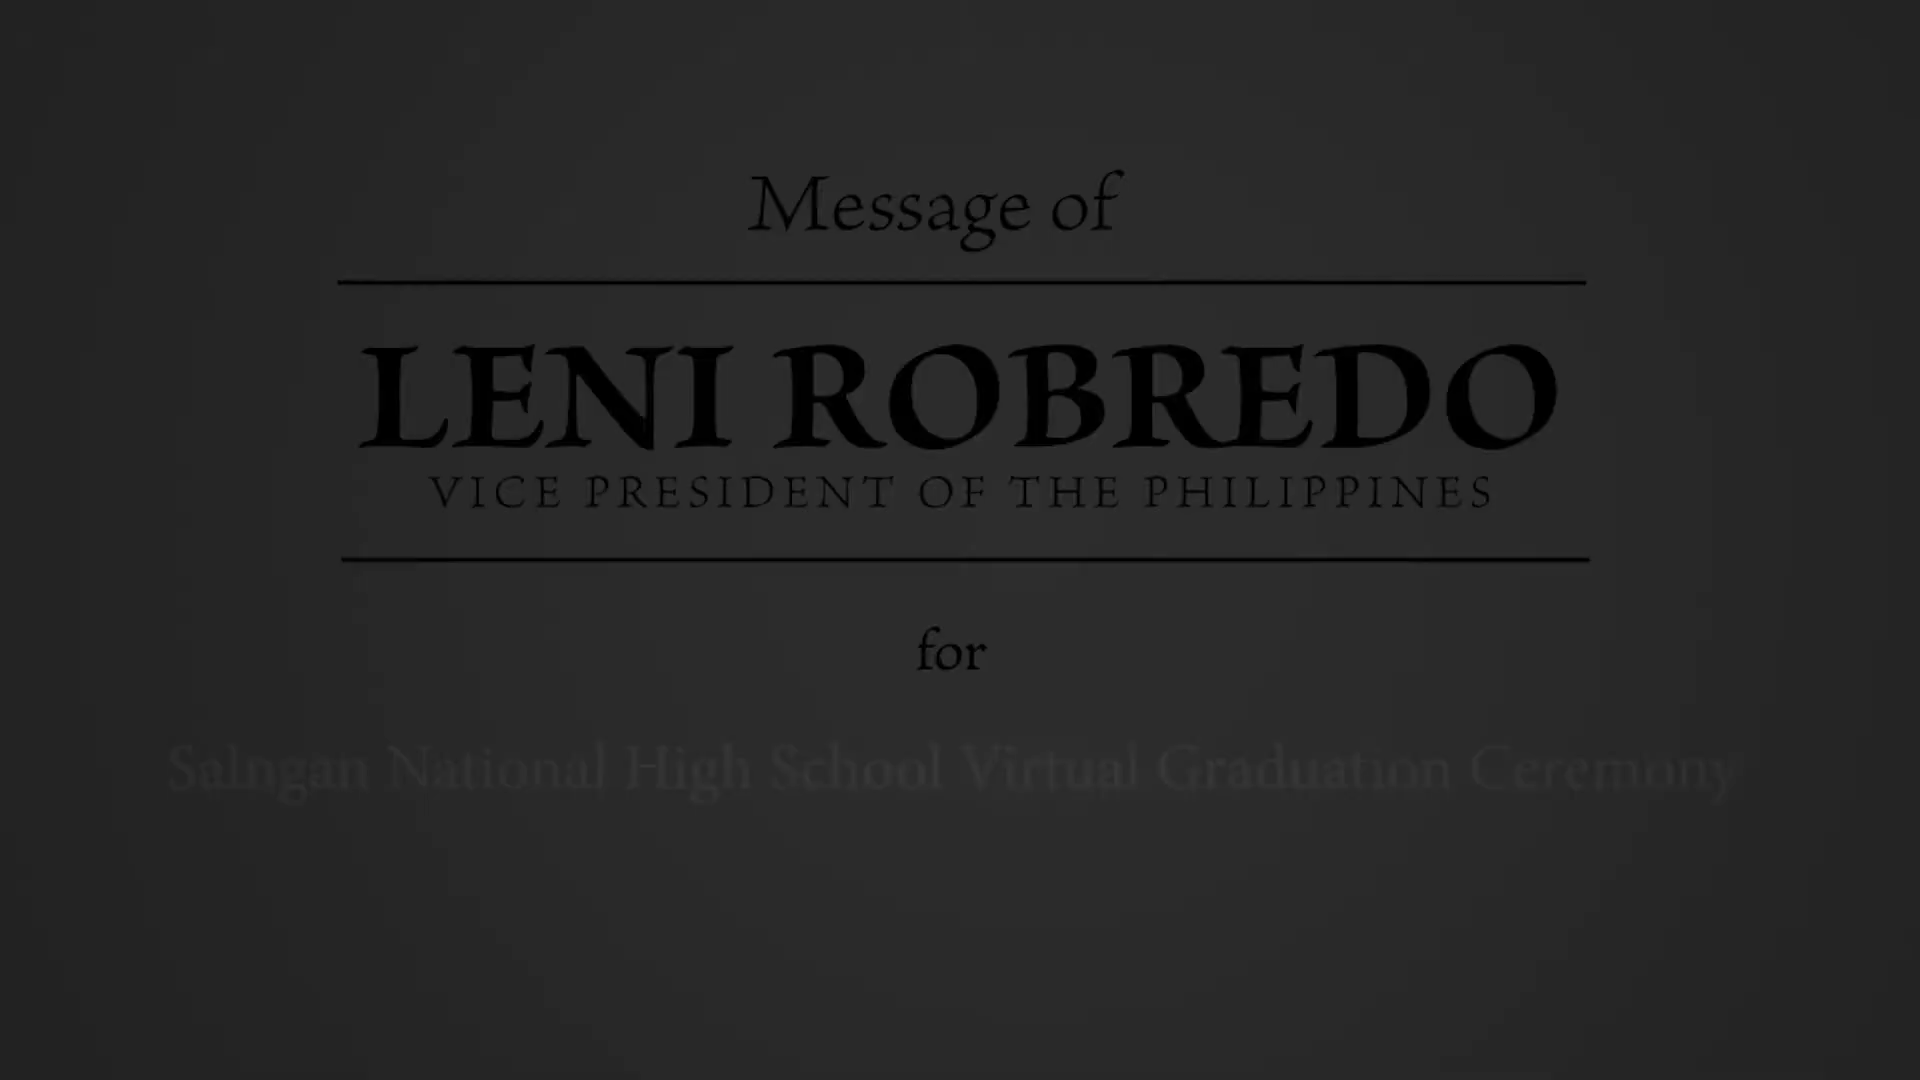 Message of
LENI ROBREDO
VICE PRESIDENT OF THE PHILIPPINES
for
Salngan National High School Virtual Graduation Ceremony